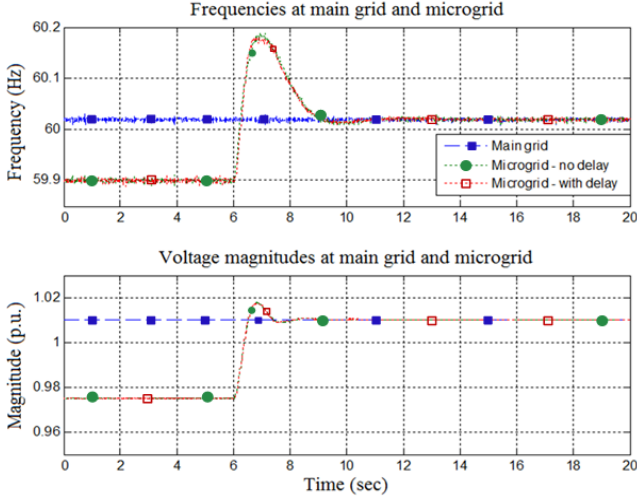 Frequencies at main grid and microgrid
Frequency (Hz)
60.2
60.1
60
59.9
0 2 4 6 8 10 12 14 16 18 20
Main grid
Microgrid - no delay
Microgrid - with delay
Voltage magnitudes at main grid and microgrid
Magnitude (p.u.)
1.02
1
0.98
0.96
0 2 4 6 8 10 12 14 16 18 20
Time (sec)